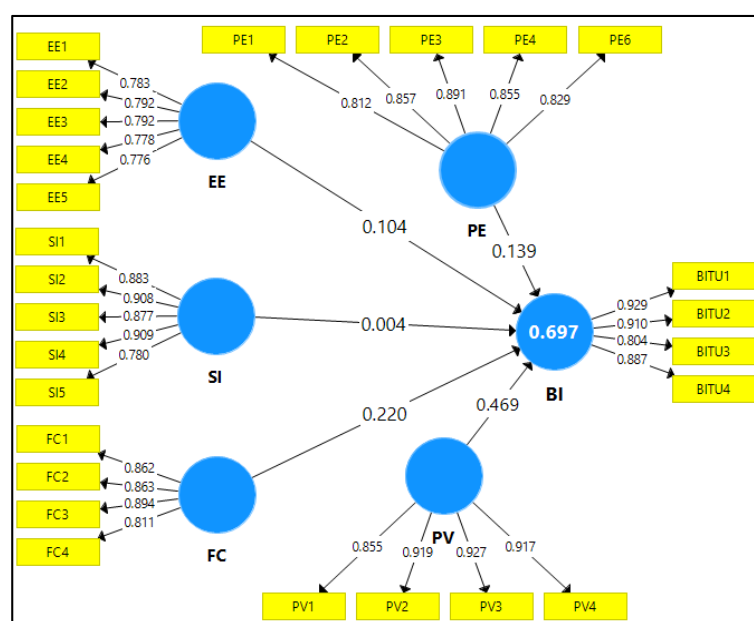 EE1
EE2
EE3
EE4
EE5
0.783
0.792
0.792
0.778
0.776
EE
PE1
PE2
PE3
PE4
PE6
0.812
0.857
0.891
0.855
0.829
PE
0.104
0.139
SI1
SI2
SI3
SI4
SI5
0.883
0.908
0.877
0.909
0.780
SI
0.004
0.697
BI
0.929
0.910
0.804
0.887
BITU1
BITU2
BITU3
BITU4
0.220
0.469
FC1
FC2
FC3
FC4
0.862
0.863
0.894
0.811
FC
PV
0.855
0.919
0.927
0.917
PV1
PV2
PV3
PV4